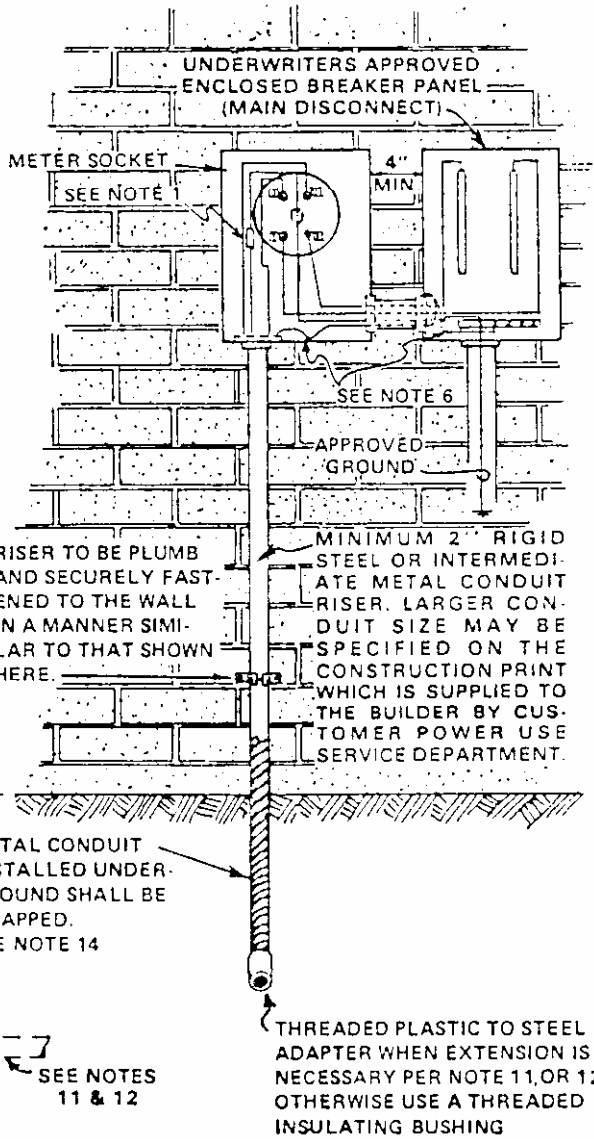 UNDERWRITERS APPROVED
ENCLOSED BREAKER PANEL
(MAIN DISCONNECT)
METER SOCKET
SEE NOTE 1
4"
MIN
SEE NOTE 6
APPROVED
GROUND
RISER TO BE PLUMB
AND SECURELY FAST-
ENED TO THE WALL
N A MANNER SIMI-
LAR TO THAT SHOWN
HERE.
MINIMUM 2" RIGID
STEEL OR INTERMEDI-
ATE METAL CONDUIT
RISER. LARGER CON-
DUIT SIZE MAY BE
SPECIFIED ON THE
CONSTRUCTION PRINT
WHICH IS SUPPLIED TO
THE BUILDER BY CUS-
TOMER POWER USE
SERVICE DEPARTMENT.
TAL CONDUIT
STALLED UNDER-
OUND SHALL BE
APPED.
E NOTE 14
SEE NOTES
11 & 12
THREADED PLASTIC TO STEEL
ADAPTER WHEN EXTENSION IS
NECESSARY PER NOTE 11,OR 12
OTHERWISE USE A THREADED
INSULATING BUSHING